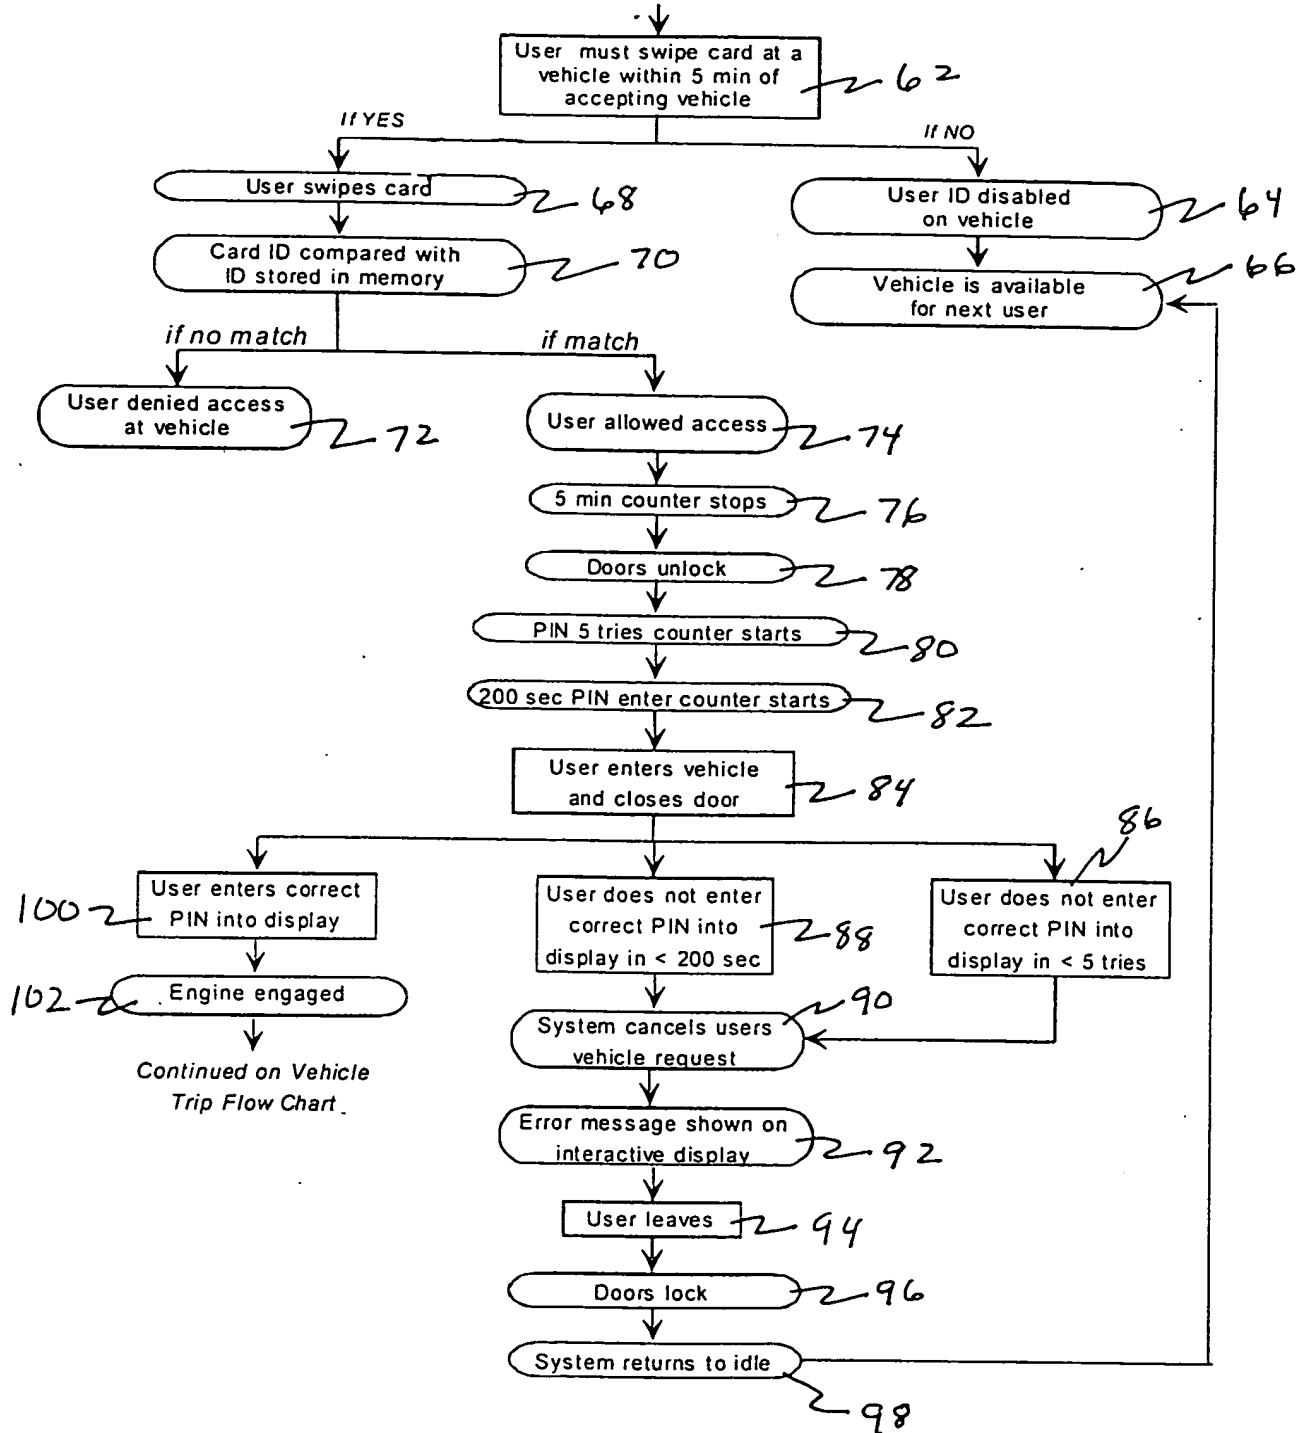 User must swipe card at a
vehicle within 5 min of
accepting vehicle
62
If YES
If NO
User swipes card
68
User ID disabled
on vehicle
64
Card ID compared with
ID stored in memory
70
Vehicle is available
for next user
66
if no match
if match
User denied access
at vehicle
72
User allowed access
74
5 min counter stops
76
Doors unlock
78
PIN 5 tries counter starts
80
200 sec PIN enter counter starts
82
User enters vehicle
and closes door
84
86
User enters correct
PIN into display
100
User does not enter
correct PIN into
display in < 200 sec
88
User does not enter
correct PIN into
display in < 5 tries
Engine engaged
102
Continued on Vehicle
Trip Flow Chart
System cancels users
vehicle request
90
Error message shown on
interactive display
92
User leaves
94
Doors lock
96
System returns to idle
98